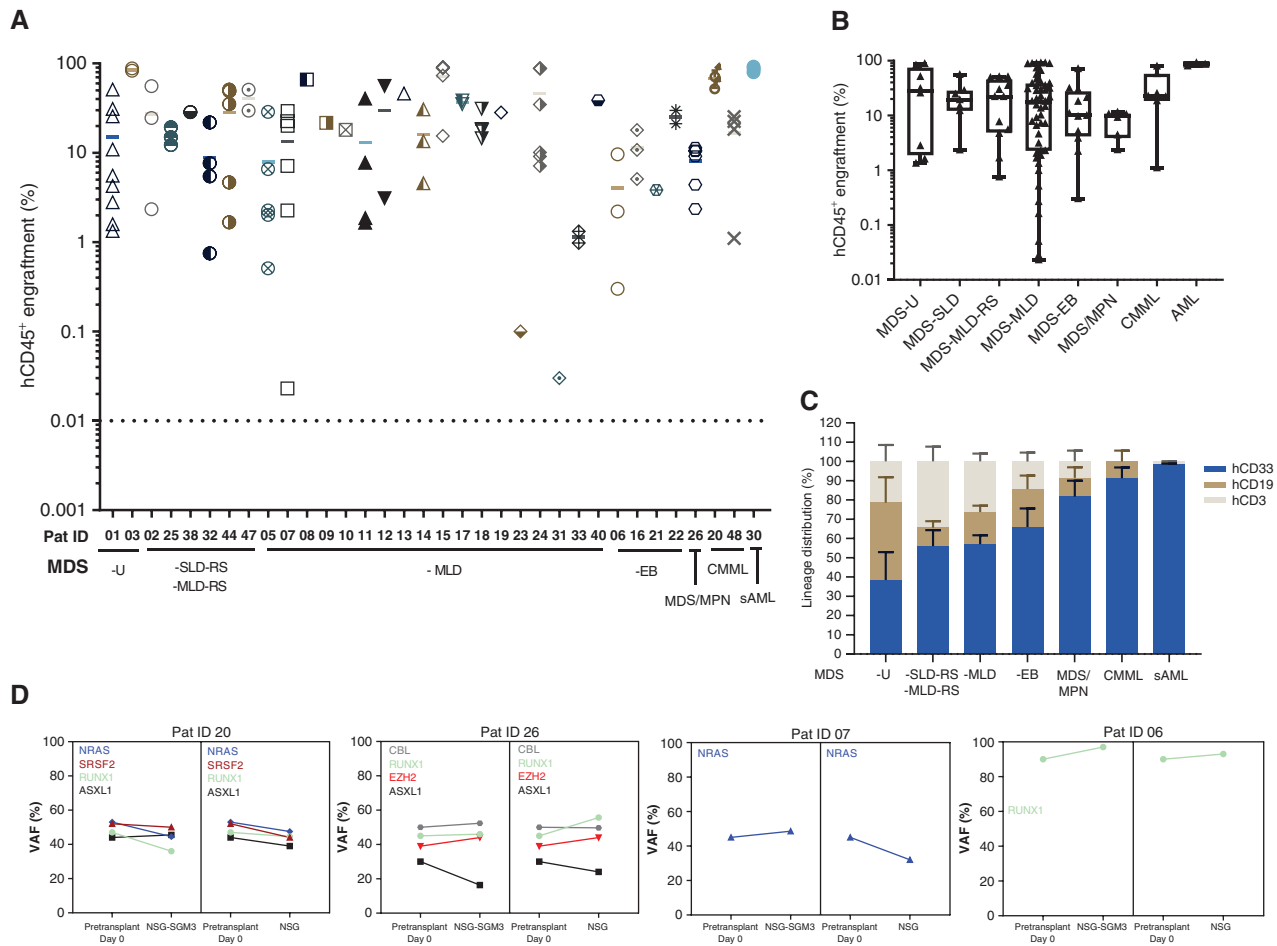 A
hCD45+ engraftment (%)
100
10
1
0.1
0.01
0.001
Pat ID 01 03 02 25 38 32 44 47 05 07 08 09 10 11 12 13 14 15 17 18 19 23 24 31 33 40 06 16 21 22 26 20 48 30
MDS -U -SLD-RS -MLD-RS - MLD -EB MDS/MPN CMML sAML
B
hCD45+ engraftment (%)
100
10
1
0.1
0.01
MDS-U MDS-SLD MDS-MLD-RS MDS-MLD MDS-EB MDS/MPN CMML AML
C
Lineage distribution (%)
120
110
100
90
80
70
60
50
40
30
20
10
0
hCD33
hCD19
hCD3
MDS -U -SLD-RS -MLD-RS -MLD -EB MDS/MPN CMML sAML
D
Pat ID 20
VAF (%)
100
80
60
40
20
0
NRAS
SRSF2
RUNX1
ASXL1
NRAS
SRSF2
RUNX1
ASXL1
Pretransplant Day 0 NSG-SGM3 Pretransplant Day 0 NSG
Pat ID 26
VAF (%)
100
80
60
40
20
0
CBL
RUNX1
EZH2
ASXL1
CBL
RUNX1
EZH2
ASXL1
Pretransplant Day 0 NSG-SGM3 Pretransplant Day 0 NSG
Pat ID 07
VAF (%)
100
80
60
40
20
0
NRAS
NRAS
Pretransplant Day 0 NSG-SGM3 Pretransplant Day 0 NSG
Pat ID 06
VAF (%)
100
80
60
40
20
0
RUNX1
Pretransplant Day 0 NSG-SGM3 Pretransplant Day 0 NSG